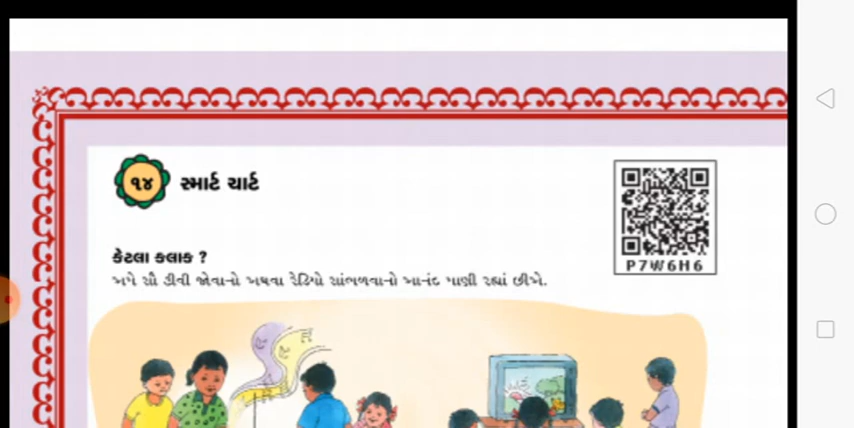 ૧૪ સ્માર્ટ ચાર્ટ
P7W6H6
કેટલા કલાક ?
અમે સૌ ટીવી જોવાનો અથવા રેડિયો સાંભળવાનો આનંદ માણી રહ્યાં છીએ.